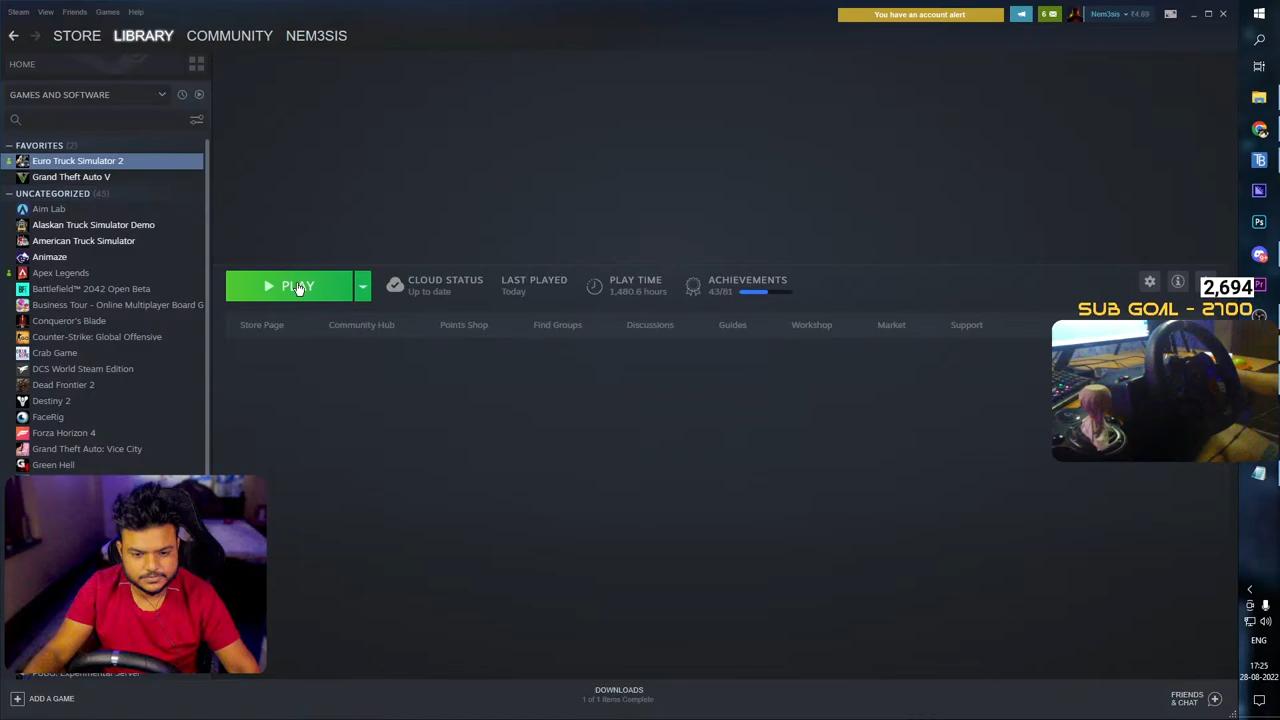 Steam View Friends Games Help
You have an account alert
6
Nem3sis ₹4.69
STORE LIBRARY COMMUNITY NEM3SIS
HOME
GAMES AND SOFTWARE
FAVORITES (2)
Euro Truck Simulator 2
Grand Theft Auto V
UNCATEGORIZED (45)
Aim Lab
Alaskan Truck Simulator Demo
American Truck Simulator
Animaze
Apex Legends
Battlefield™ 2042 Open Beta
Business Tour - Online Multiplayer Board G
Conqueror's Blade
Counter-Strike: Global Offensive
Crab Game
DCS World Steam Edition
Dead Frontier 2
Destiny 2
FaceRig
Forza Horizon 4
Grand Theft Auto: Vice City
Green Hell
PUBG: Experimental Server
ADD A GAME
PLAY
CLOUD STATUS
Up to date
LAST PLAYED
Today
PLAY TIME
1,480.6 hours
ACHIEVEMENTS
43/81
Store Page Community Hub Points Shop Find Groups Discussions Guides Workshop Market Support
2,694
SUB GOAL - 2700
DOWNLOADS
1 of 1 Items Complete
FRIENDS
& CHAT
TB
Ps
Pr
ENG
17:25
28-08-2022